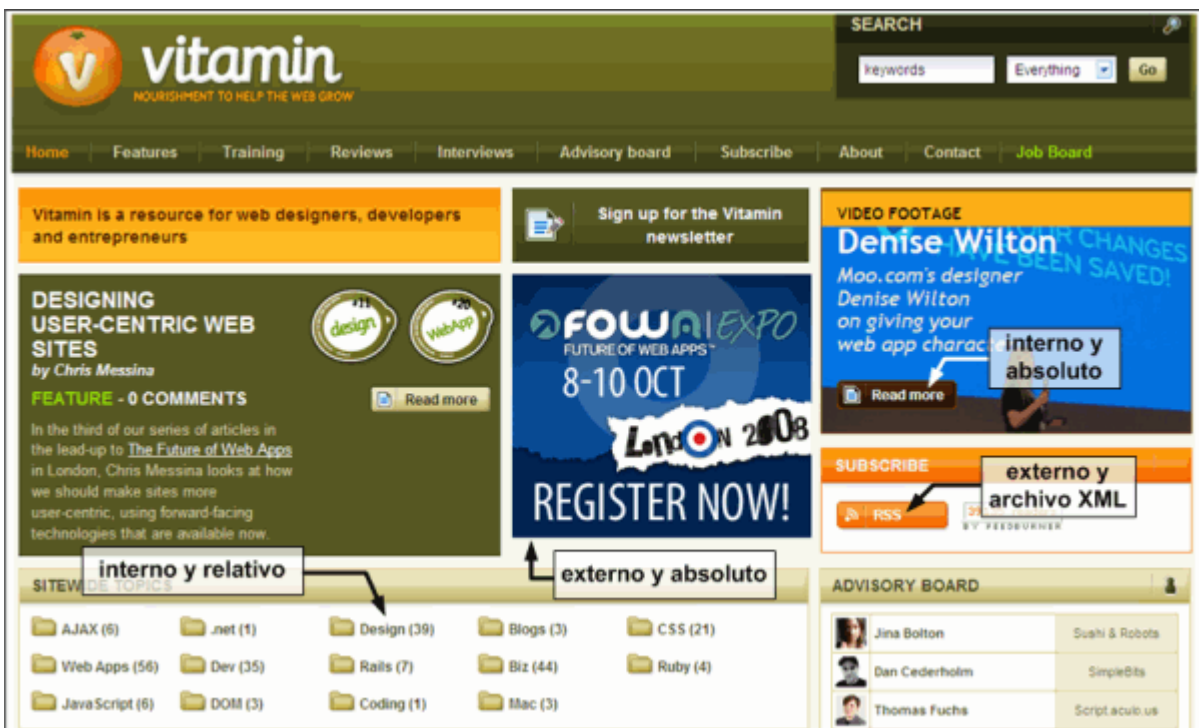 vitamin
NOURISHMENT TO HELP THE WEB GROW
SEARCH
keywords
Everything
Go
Home
Features
Training
Reviews
Interviews
Advisory board
Subscribe
About
Contact
Job Board
Vitamin is a resource for web designers, developers
and entrepreneurs
Sign up for the Vitamin
newsletter
VIDEO FOOTAGE
Denise Wilton
Moo.com's designer
Denise Wilton
on giving your
web app
YOUR CHANGES
HAVE BEEN SAVED!
interno y
absoluto
Read more
DESIGNING
USER-CENTRIC WEB
SITES
by Chris Messina
#11
design
#20
WebApp
FEATURE - 0 COMMENTS
Read more
In the third of our series of articles in
the lead-up to The Future of Web Apps
in London, Chris Messina looks at how
we should make sites more
user-centric, using forward-facing
technologies that are available now.
FOWA EXPO
FUTURE OF WEB APPS
8-10 OCT
LonDON 2008
REGISTER NOW!
SUBSCRIBE
externo y
archivo XML
RSS
BY FEEDBURNER
interno y relativo
externo y absoluto
SITEWIDE TOPICS
AJAX (6)
.net (1)
Design (39)
Blogs (3)
CSS (21)
Web Apps (56)
Dev (35)
Rails (7)
Biz (44)
Ruby (4)
JavaScript (6)
DOM (3)
Coding (1)
Mac (3)
ADVISORY BOARD
Jina Bolton
Sushi & Robots
Dan Cederholm
SimpleBits
Thomas Fuchs
Script.aculo.us